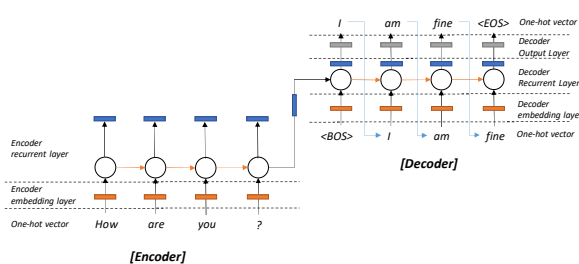 I am fine <EOS> One-hot vector
Decoder
Output Layer
Decoder
Recurrent Layer
Decoder
embedding laye
<BOS> I am fine One-hot vector
[Decoder]
Encoder
recurrent layer
Encoder
embedding layer
One-hot vector How are you ?
[Encoder]